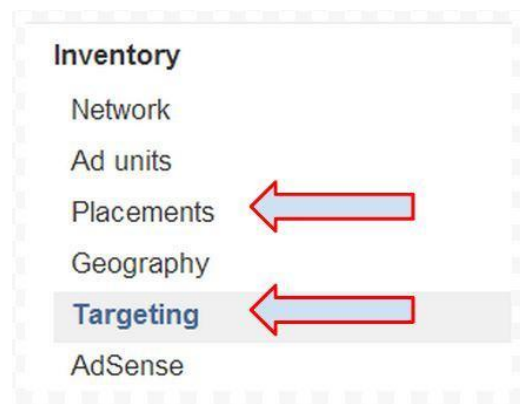 Inventory
Network
Ad units
Placements
Geography
Targeting
AdSense